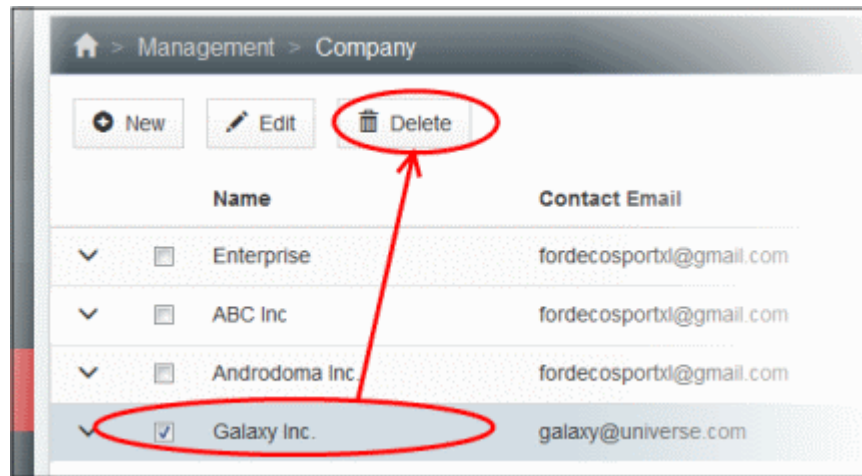 > Management > Company
New Edit Delete
Name Contact Email
Enterprise fordecosportxl@gmail.com
ABC Inc fordecosportxl@gmail.com
Androdoma Inc. fordecosportxl@gmail.com
Galaxy Inc. galaxy@universe.com